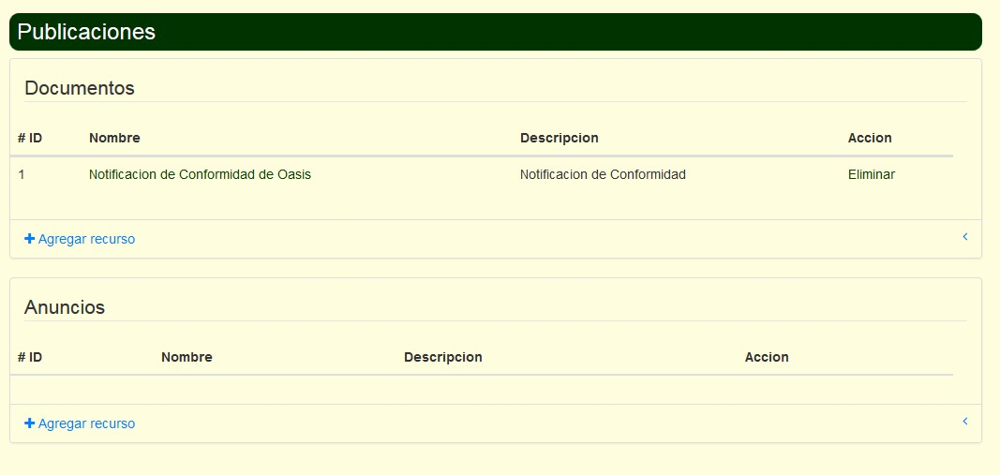 Publicaciones
Documentos
# ID Nombre Descripcion Accion
1 Notificacion de Conformidad de Oasis Notificacion de Conformidad Eliminar
Agregar recurso
Anuncios
# ID Nombre Descripcion Accion
Agregar recurso